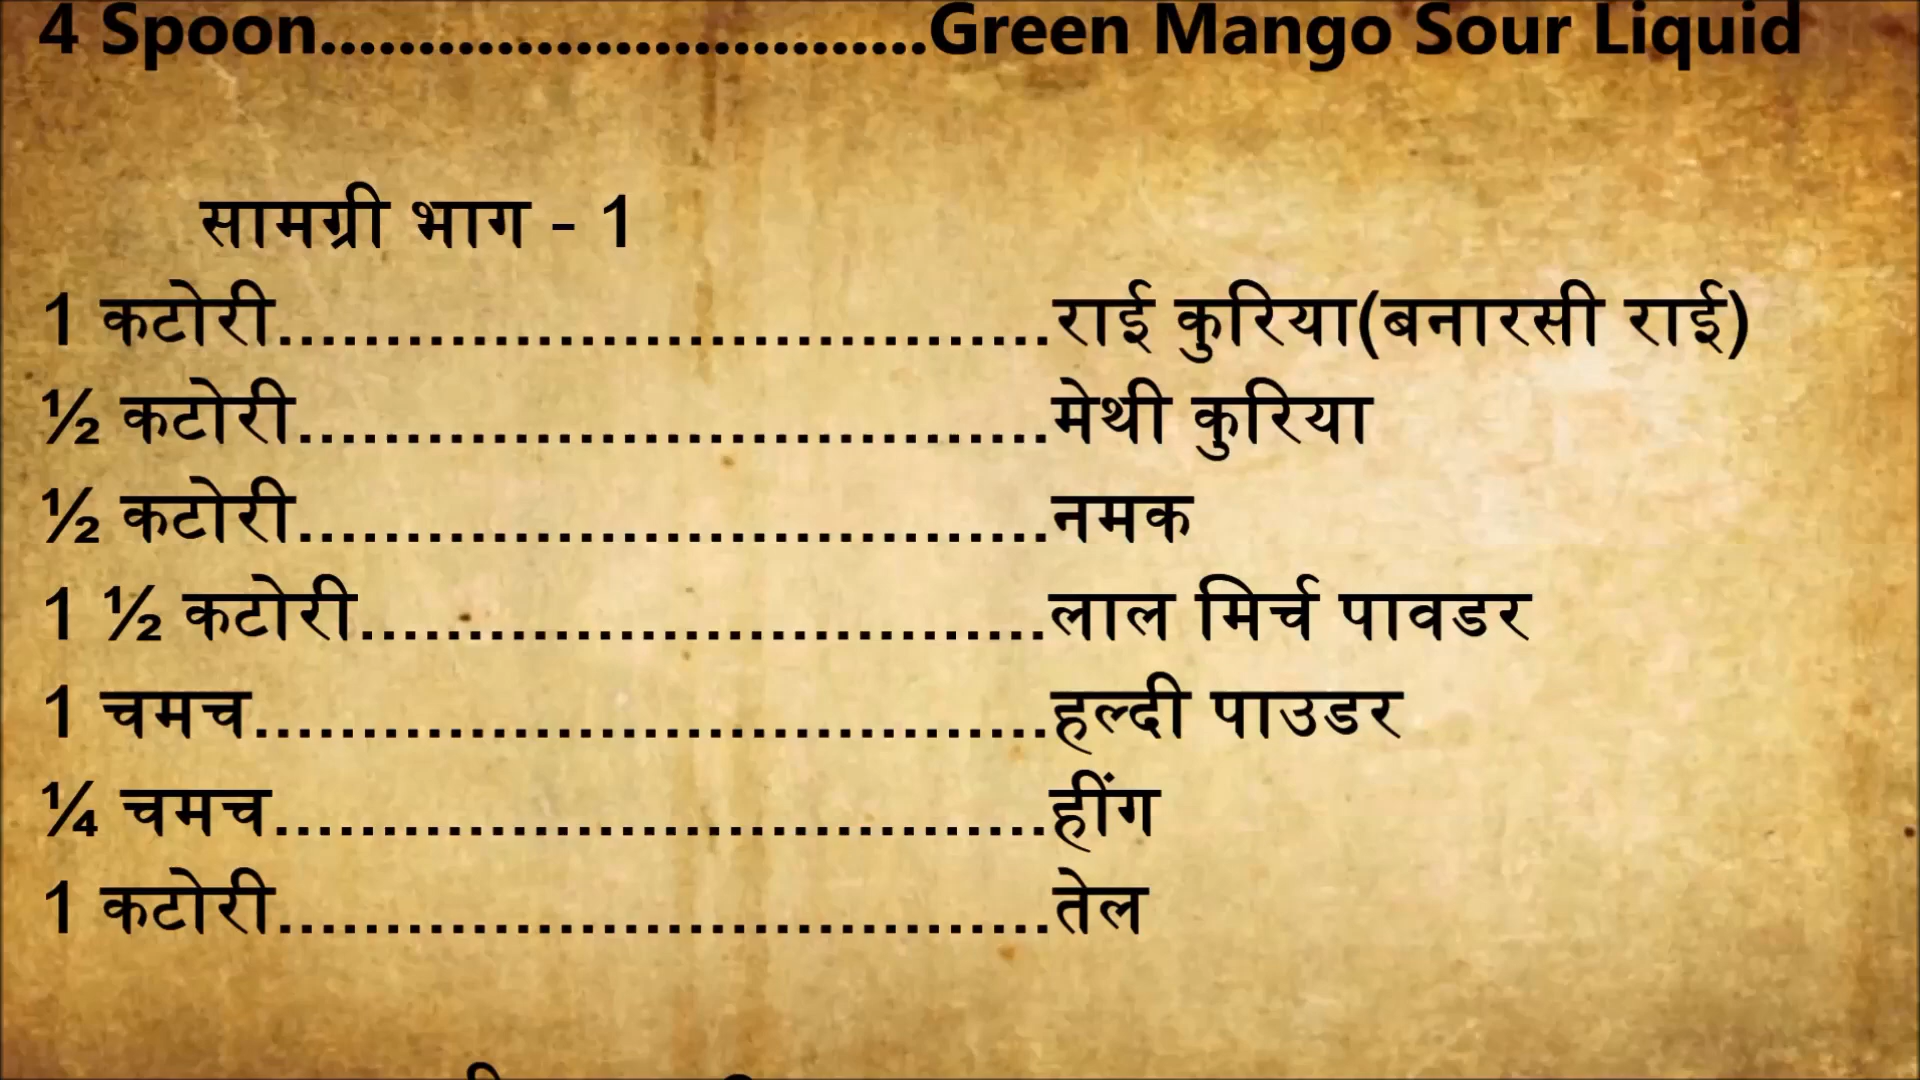 4 Spoon...............................Green Mango Sour Liquid
सामग्री भाग - 1
1 कटोरी....................................राई कुरिया(बनारसी राई)
½ कटोरी...................................मेथी कुरिया
½ कटोरी...................................नमक
1 ½ कटोरी................................लाल मिर्च पावडर
1 चमच.....................................हल्दी पाउडर
¼ चमच....................................हींग
1 कटोरी....................................तेल